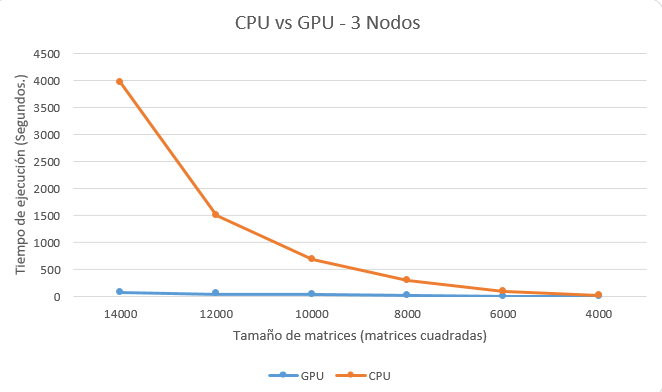 CPU vs GPU - 3 Nodos
Tiempo de ejecución (Segundos.)
4500
4000
3500
3000
2500
2000
1500
1000
500
0
14000 12000 10000 8000 6000 4000
Tamaño de matrices (matrices cuadradas)
GPU CPU